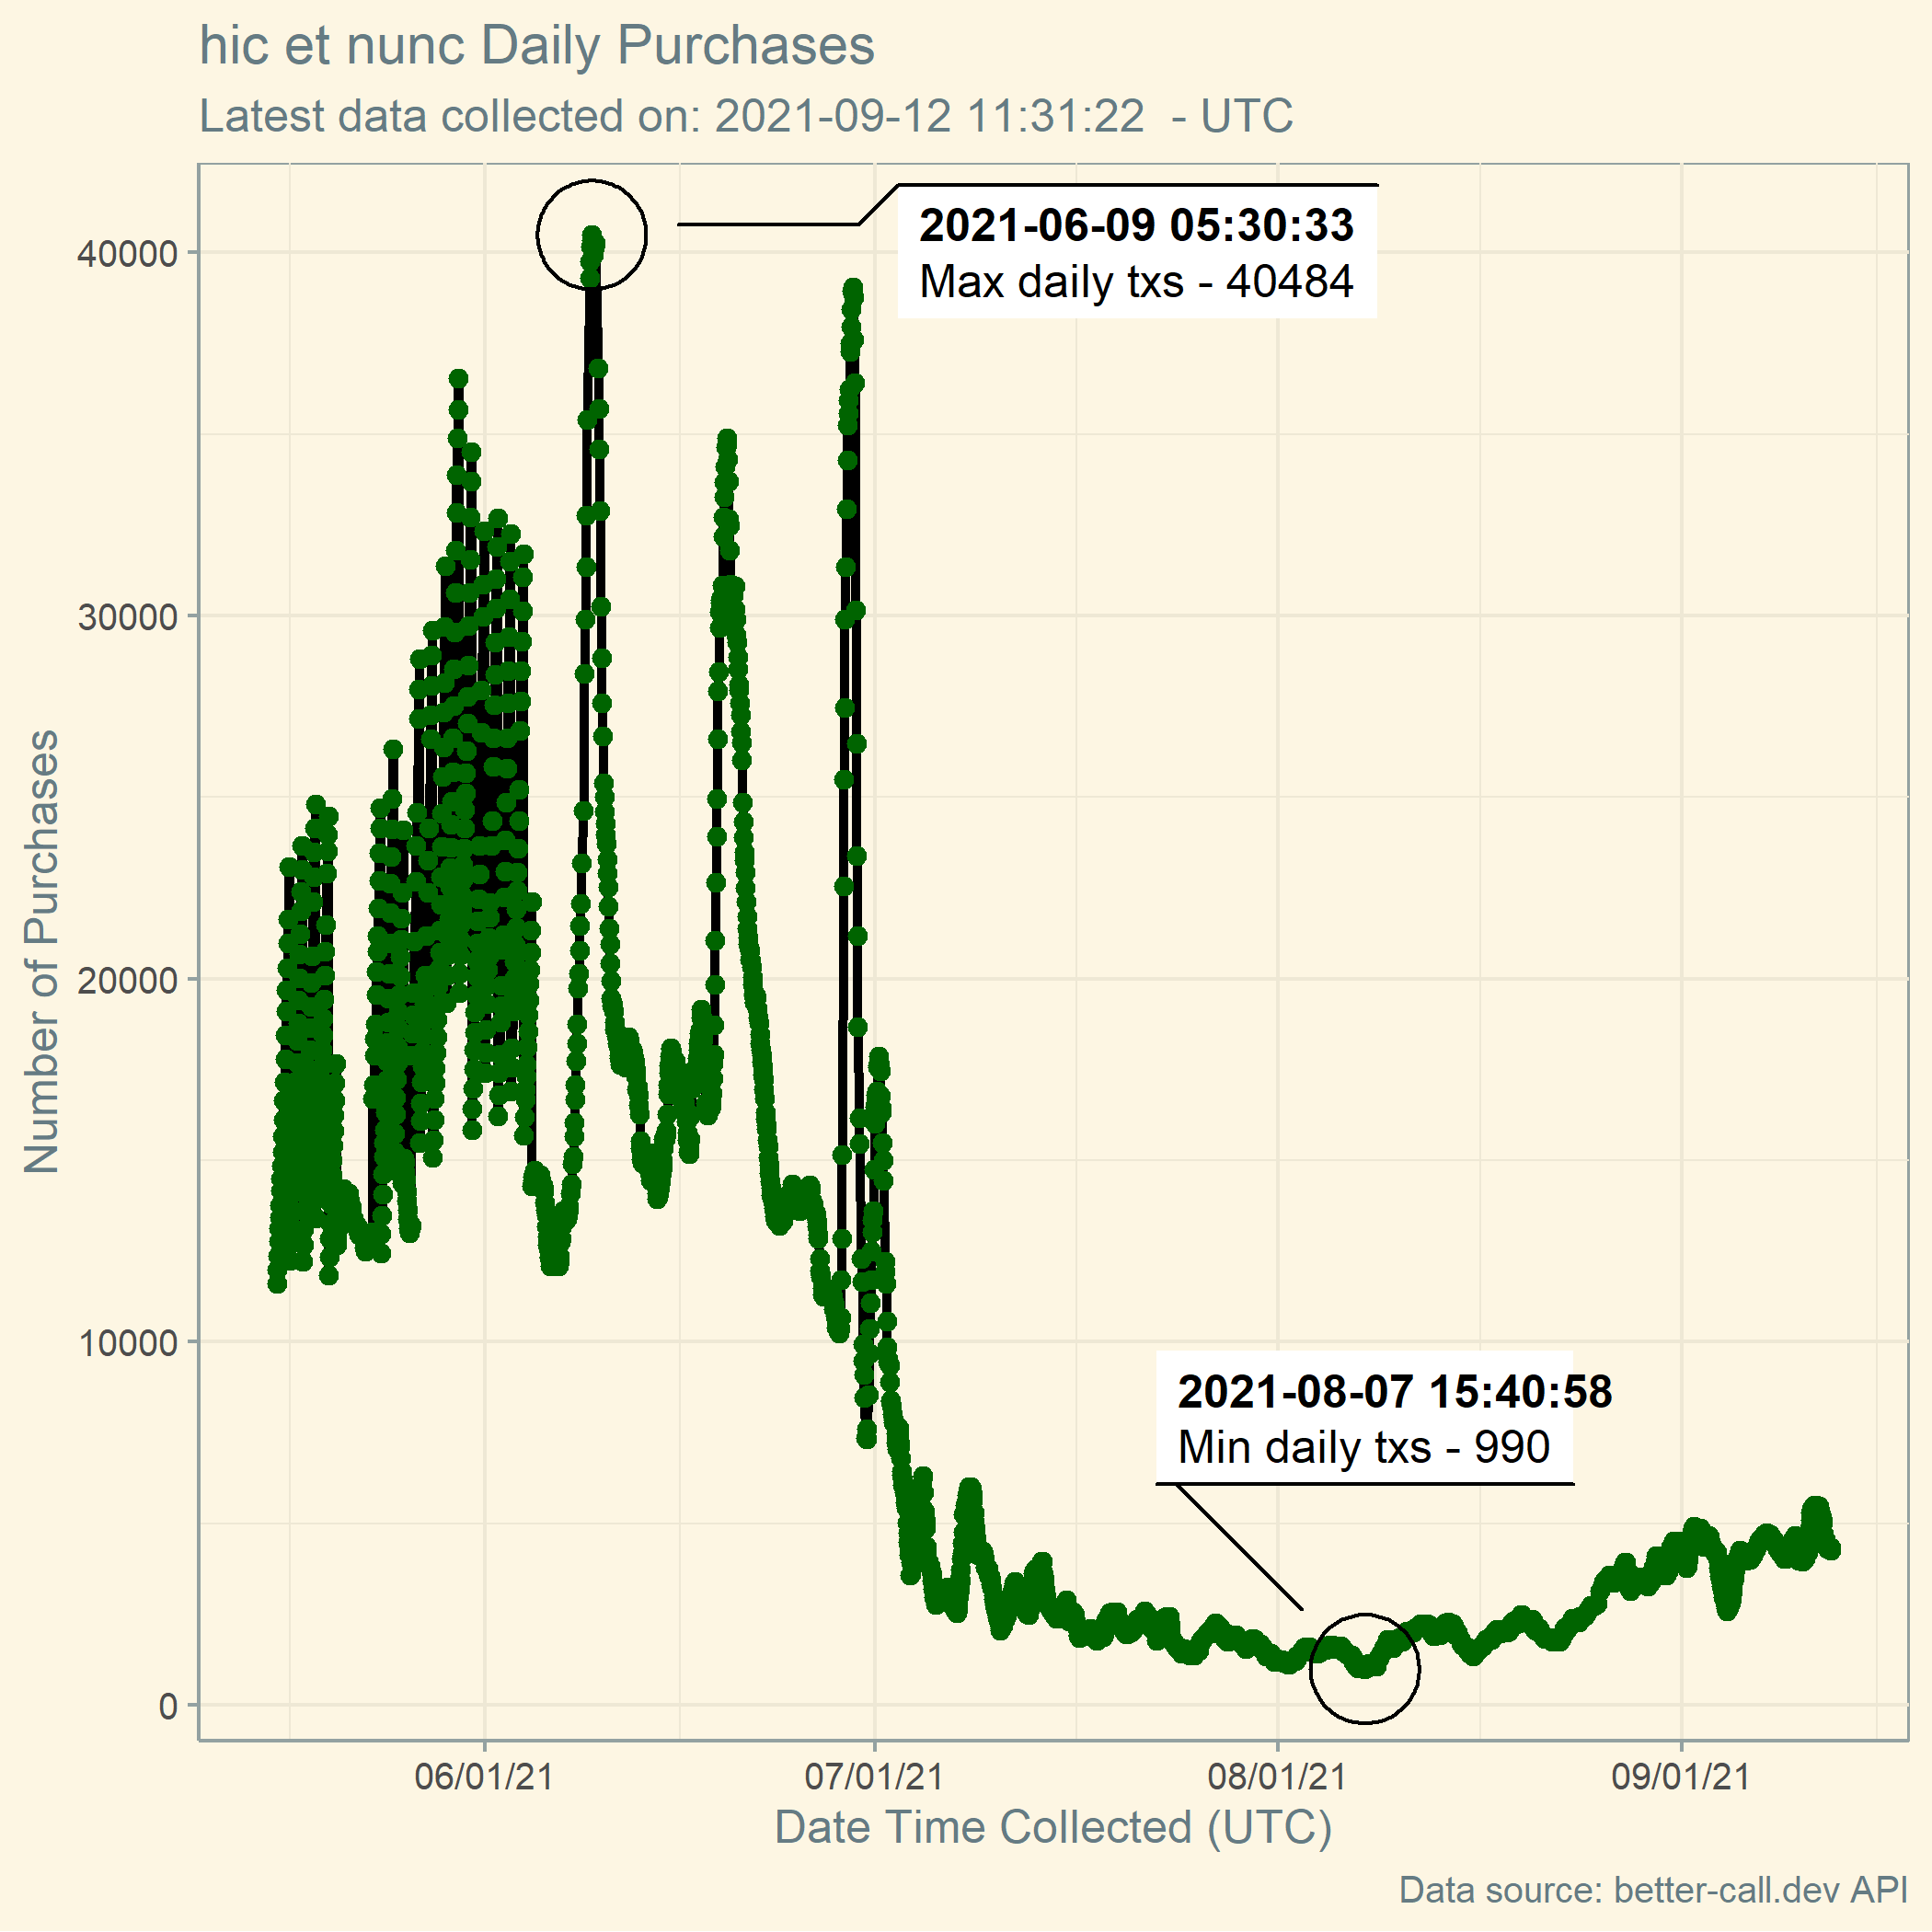 hic et nunc Daily Purchases
Latest data collected on: 2021-09-12 11:31:22  - UTC
2021-06-09 05:30:33
Max daily txs - 40484
40000
30000
20000
10000
0
Number of Purchases
2021-08-07 15:40:58
Min daily txs - 990
06/01/21
07/01/21
08/01/21
09/01/21
Date Time Collected (UTC)
Data source: better-call.dev API